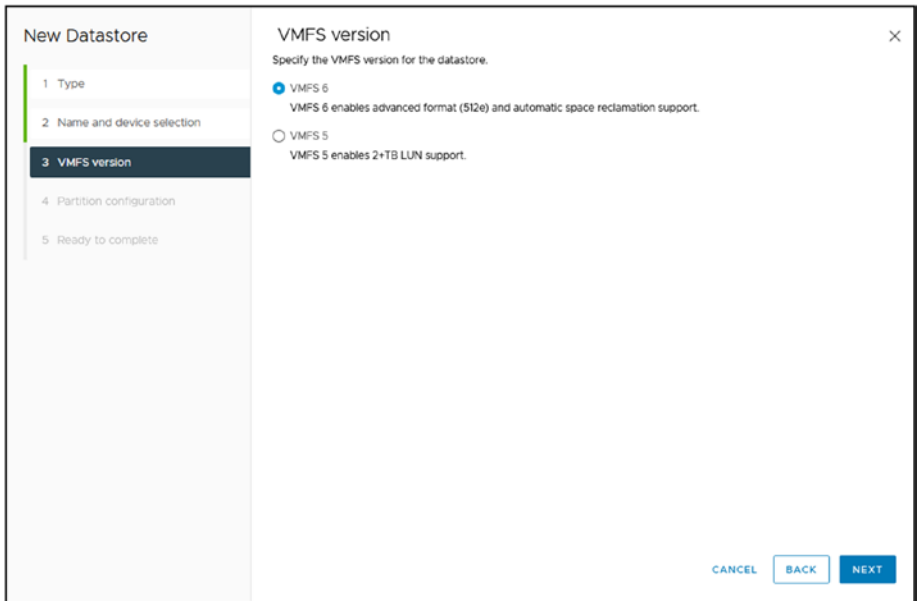 New Datastore
1 Type
2 Name and device selection
3 VMFS version
4 Partition configuration
5 Ready to complete
VMFS version
Specify the VMFS version for the datastore.
VMFS 6
VMFS 6 enables advanced format (512e) and automatic space reclamation support.
VMFS 5
VMFS 5 enables 2+TB LUN support.
CANCEL
BACK
NEXT